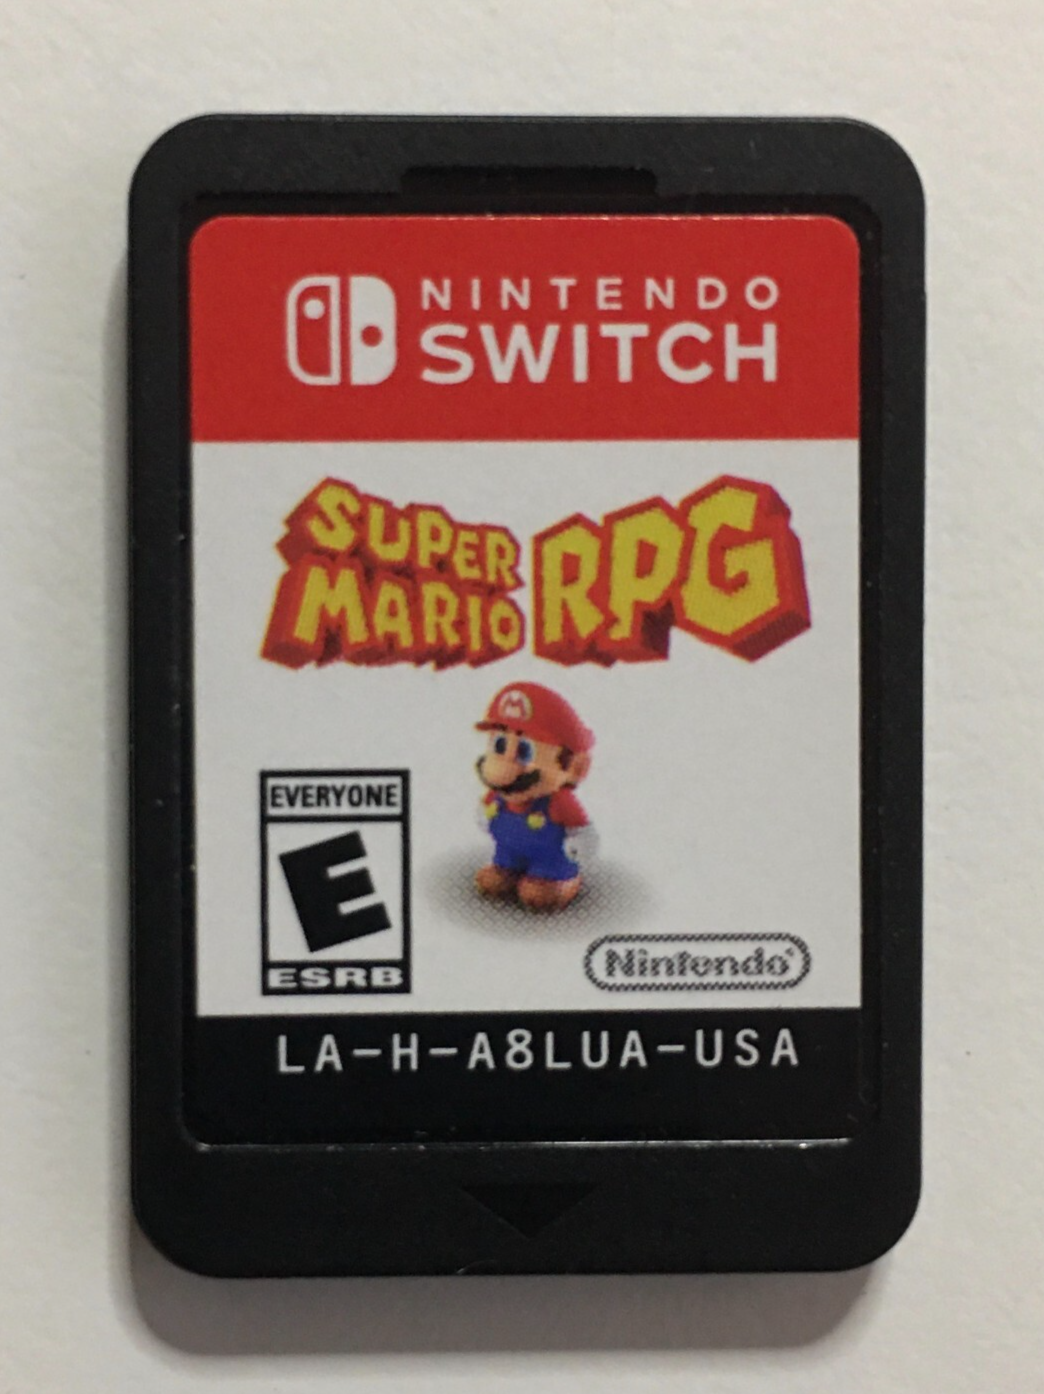 NINTENDO
SWITCH
SUPER
MARIO RPG
M
EVERYONE
E
ESRB
Nintendo
LA-H-A8LUA-USA